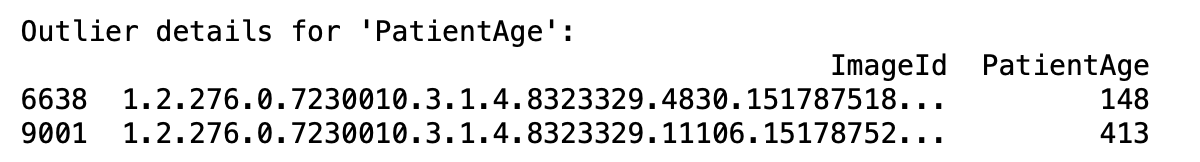 Outlier details for 'PatientAge':
ImageId PatientAge
6638 1.2.276.0.7230010.3.1.4.8323329.4830.151787518... 148
9001 1.2.276.0.7230010.3.1.4.8323329.11106.15178752... 413